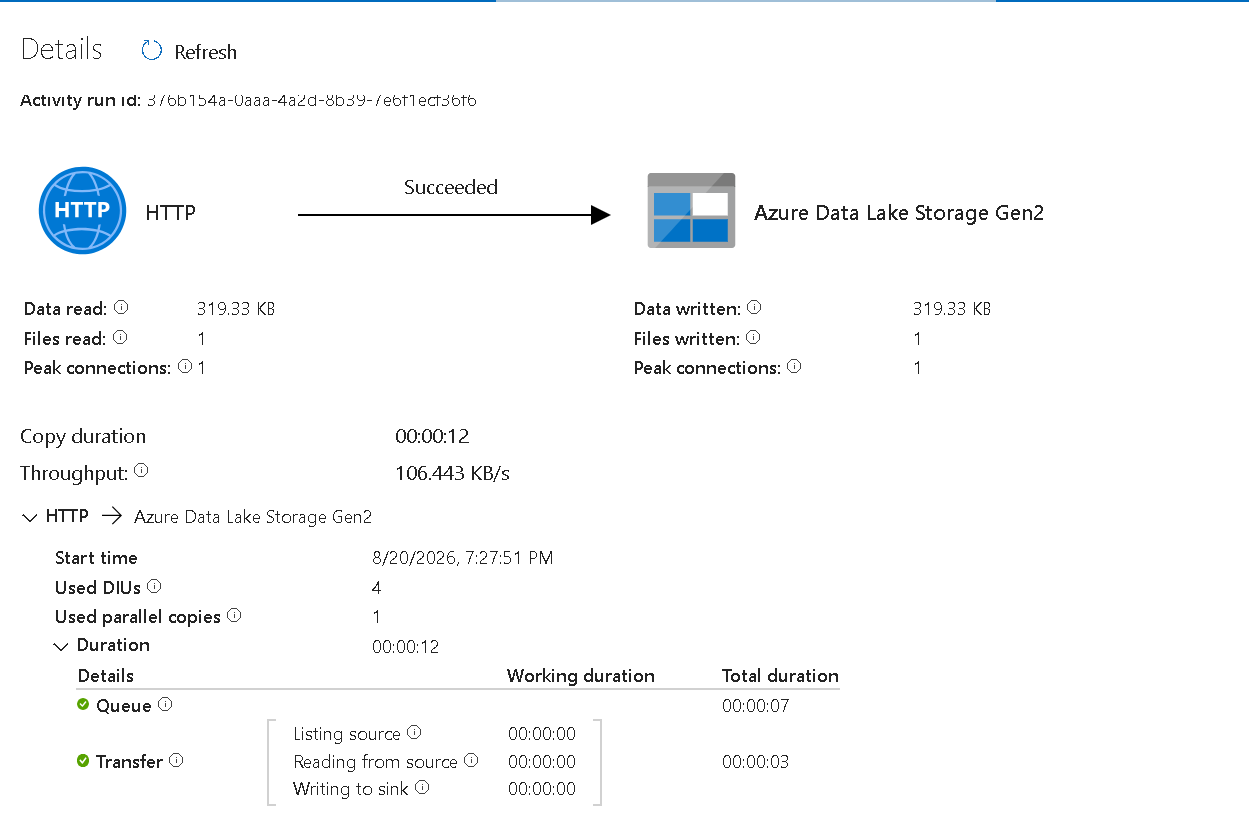 Details Refresh
Activity run id: 376b154a-0aaa-4a2d-8b39-7e6f1ecf36f6
Succeeded
HTTP HTTP Azure Data Lake Storage Gen2
Data read: 319.33 KB Data written: 319.33 KB
Files read: 1 Files written: 1
Peak connections: 1 Peak connections: 1
Copy duration 00:00:12
Throughput: 106.443 KB/s
HTTP → Azure Data Lake Storage Gen2
Start time 8/20/2026, 7:27:51 PM
Used DIUs 4
Used parallel copies 1
Duration 00:00:12
Details Working duration Total duration
Queue 00:00:07
Listing source 00:00:00
Transfer Reading from source 00:00:00 00:00:03
Writing to sink 00:00:00